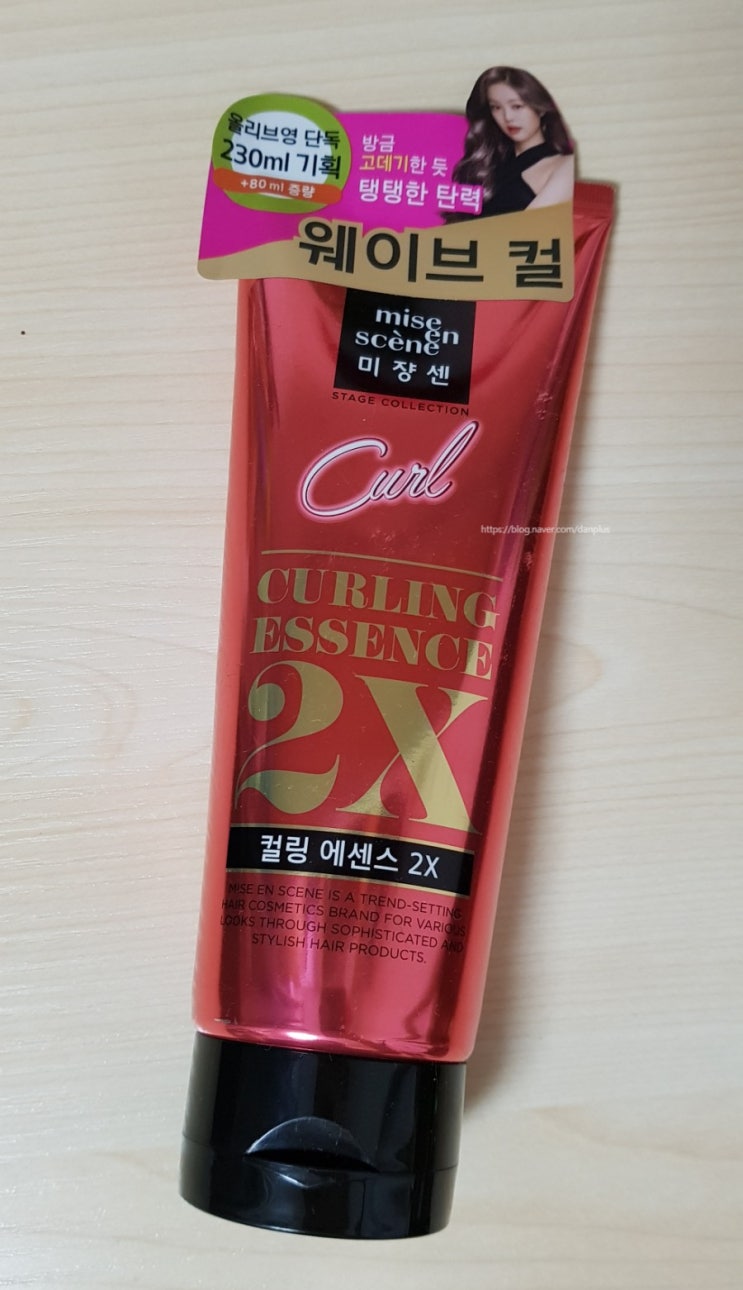 올리브영 단독
230ml 기획
+80ml 증량
방금
고데기한 듯
탱탱한 탄력
웨이브 컬
mise
en
scène
미쟝센
STAGE COLLECTION
Curl
https://blog.naver.com/danplus
CURLING
ESSENCE
2X
컬링 에센스 2X
MISE EN SCENE IS A TREND-SETTING
HAIR COSMETICS BRAND FOR VARIOUS
LOOKS THROUGH SOPHISTICATED AND
STYLISH HAIR PRODUCTS.